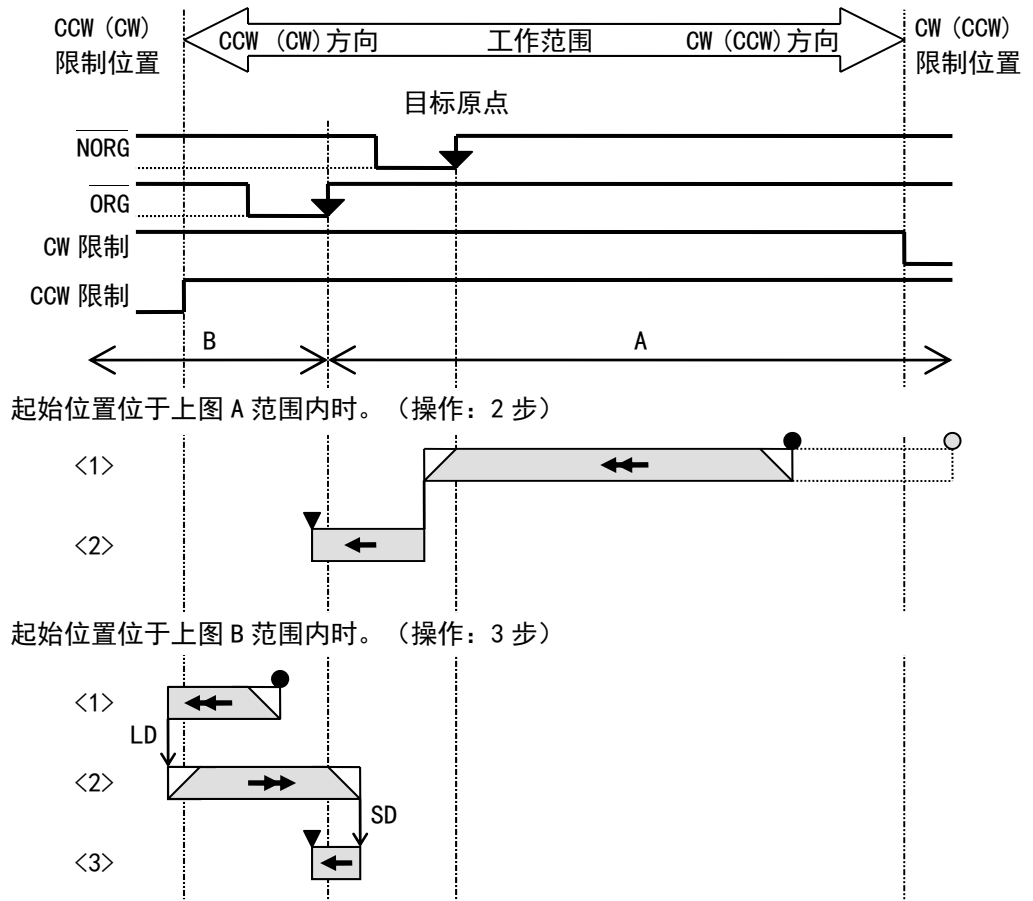 CCW (CW)
限制位置
CCW (CW)方向
工作范围
CW (CCW)方向
CW (CCW)
限制位置
目标原点
NORG
ORG
CW 限制
CCW 限制
B
A
起始位置位于上图 A 范围内时。（操作：2 步）
<1>
<2>
起始位置位于上图 B 范围内时。（操作：3 步）
<1>
LD
<2>
SD
<3>